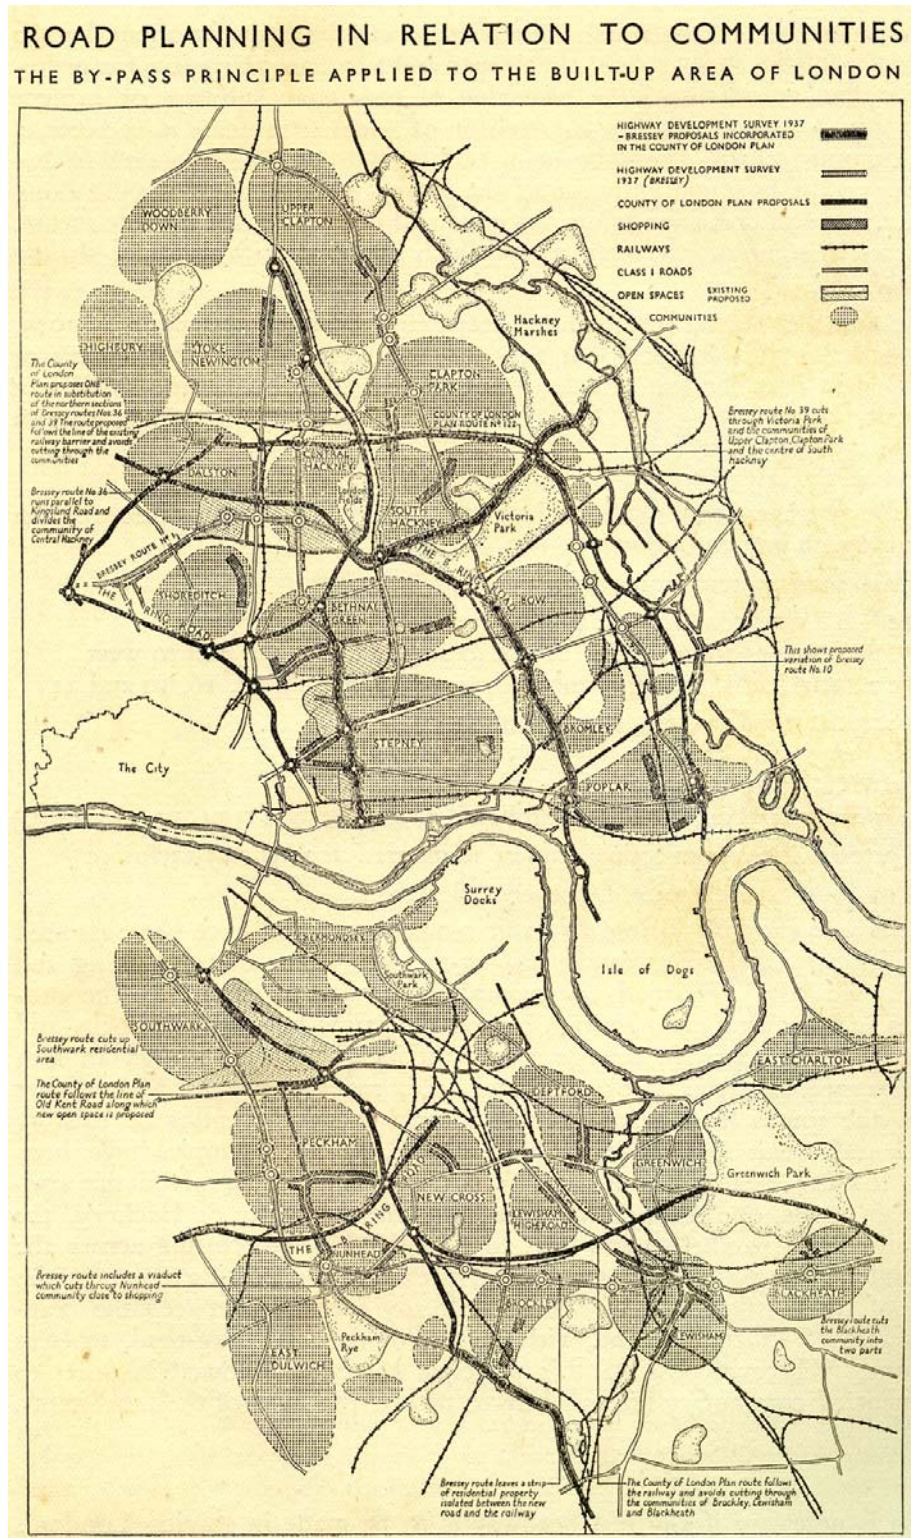 ROAD PLANNING IN RELATION TO COMMUNITIES
THE BY-PASS PRINCIPLE APPLIED TO THE BUILT-UP AREA OF LONDON
HIGHWAY DEVELOPMENT SURVEY 1937
- BRESSEY PROPOSALS INCORPORATED
IN THE COUNTY OF LONDON PLAN
HIGHWAY DEVELOPMENT SURVEY
1937 (BRESSEY)
COUNTY OF LONDON PLAN PROPOSALS
SHOPPING
RAILWAYS
CLASS I ROADS
OPEN SPACES EXISTING
PROPOSED
COMMUNITIES
WOODBERRY
DOWN
UPPER
CLAPTON
HIGHBURY
STOKE
NEWINGTON
Hackney
Marshes
CLAPTON
PARK
COUNTY OF LONDON
PLAN ROUTE Nº 122
The County
of London
Plan proposes ONE
route in substitution
of the northern sections
of Bressey routes Nos. 36
and 39. The route proposed
follows the line of the existing
railway barrier and avoids
cutting through the
communities
Bressey route No. 39 cuts
through Victoria Park
and the communities of
Upper Clapton, Clapton Park
and the centre of South
hackney
DALSTON
CENTRAL
HACKNEY
London
Fields
SOUTH
HACKNEY
Victoria
Park
Bressey route No. 36
runs parallel to
Kingsland Road and
divides the
community of
Central Hackney
BRESSEY ROUTE Nº
SHOREDITCH
THE RING ROAD
THE RING ROAD
BETHNAL
GREEN
BOW
This shows proposed
variation of Bressey
route No. 10
The City
STEPNEY
BROMLEY
POPLAR
Surrey
Docks
BERMONDSEY
Southwark
Park
Isle of Dogs
SOUTHWARK
Bressey route cuts up
Southwark residential
area
EAST CHARLTON
The County of London Plan
route follows the line of
Old Kent Road along which
new open space is proposed
DEPTFORD
PECKHAM
GREENWICH
Greenwich Park
NEW CROSS
LEWISHAM
HIGH ROAD
THE B RING ROAD
NUNHEAD
Bressey route includes a viaduct
which cuts throug Nunhead
community close to shopping
BROCKLEY
BLACKHEATH
Peckham
Rye
EAST
DULWICH
LEWISHAM
Bressey route cuts
the Blackheath
community into
two parts
Bressey route leaves a strip
of residential property
isolated between the new
road and the railway
The County of London Plan route follows
the railway and avoids cutting through
the communities of Brockley, Lewisham
and Blackheath